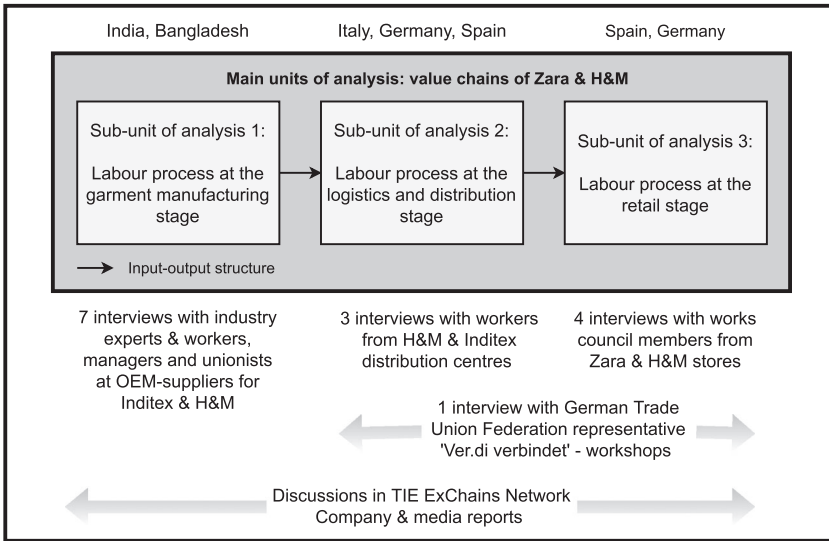 India, Bangladesh
Italy, Germany, Spain
Spain, Germany
Main units of analysis: value chains of Zara & H&M
Sub-unit of analysis 1:
Labour process at the
garment manufacturing
stage
Sub-unit of analysis 2:
Labour process at the
logistics and distribution
stage
Sub-unit of analysis 3:
Labour process at the
retail stage
Input-output structure
7 interviews with industry
experts & workers,
managers and unionists
at OEM-suppliers for
Inditex & H&M
3 interviews with workers
from H&M & Inditex
distribution centres
4 interviews with works
council members from
Zara & H&M stores
1 interview with German Trade
Union Federation representative
'Ver.di verbindet' - workshops
Discussions in TIE ExChains Network
Company & media reports